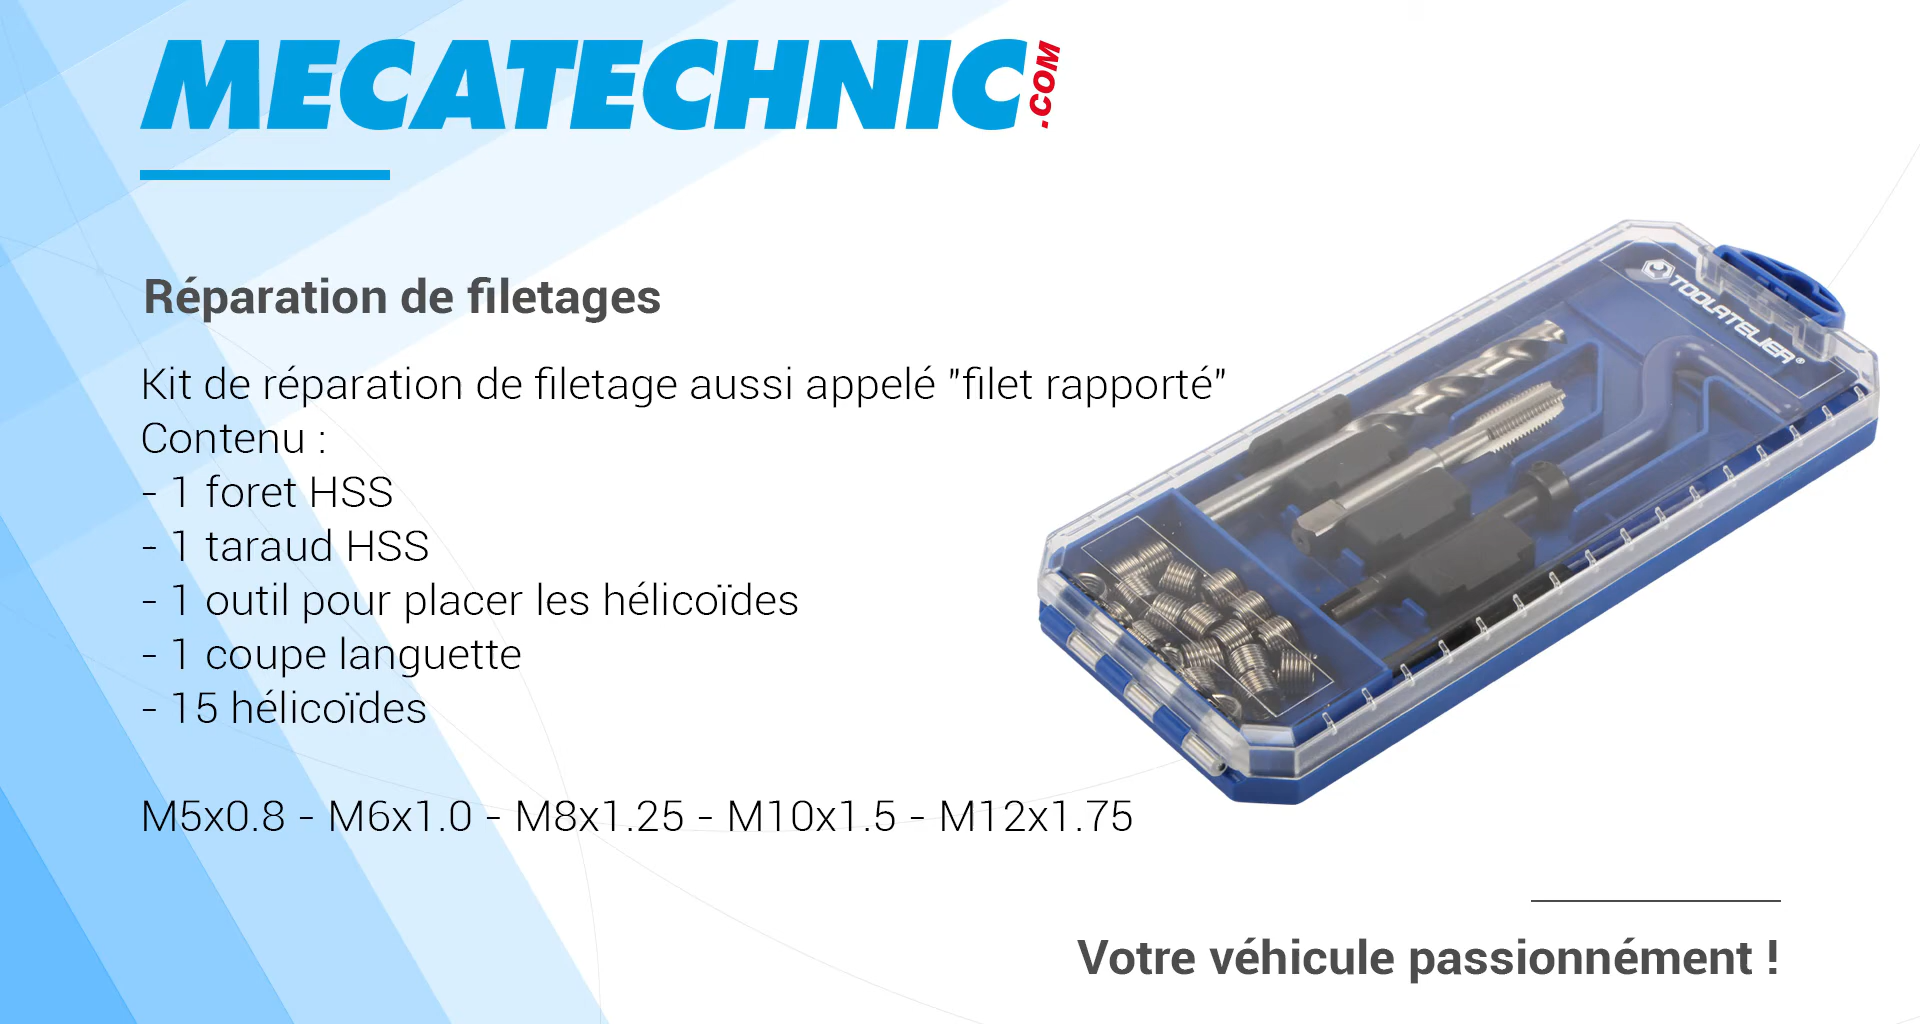 MECATECHNIC.COM
Réparation de filetages
Kit de réparation de filetage aussi appelé "filet rapporté"
Contenu :
- 1 foret HSS
- 1 taraud HSS
- 1 outil pour placer les hélicoïdes
- 1 coupe languette
- 15 hélicoïdes
M5x0.8 - M6x1.0 - M8x1.25 - M10x1.5 - M12x1.75
TOOLATELIER®
Votre véhicule passionnément !